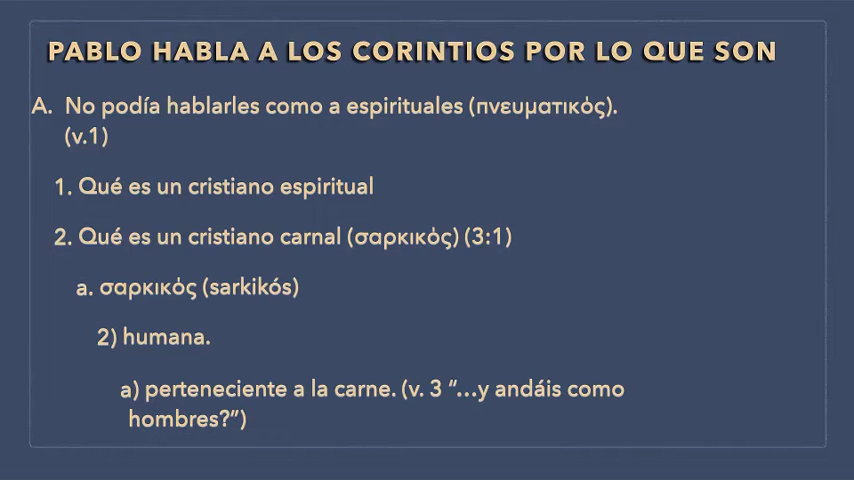 PABLO HABLA A LOS CORINTIOS POR LO QUE SON
A. No podía hablarles como a espirituales (πνευματικός).
(v.1)
1. Qué es un cristiano espiritual
2. Qué es un cristiano carnal (σαρκικός) (3:1)
a. σαρκικός (sarkikós)
2) humana.
a) perteneciente a la carne. (v. 3 “…y andáis como
hombres?”)